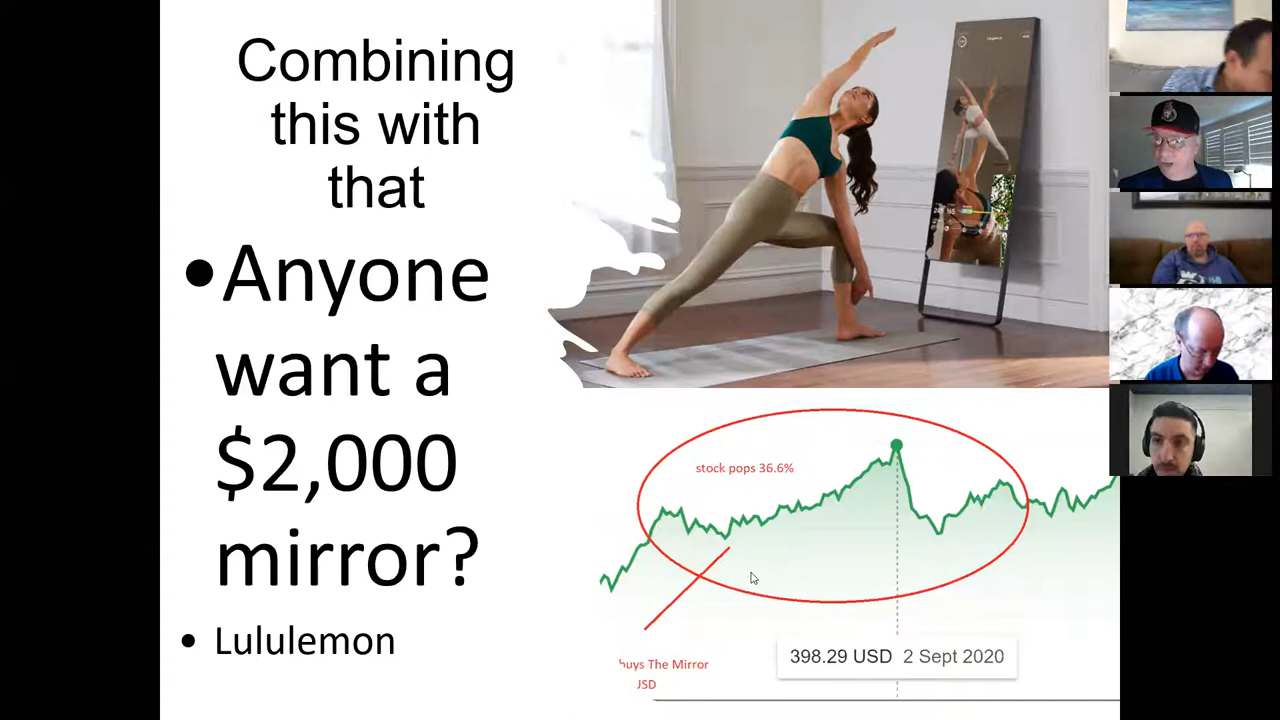 Combining
this with
that
•Anyone
want a
$2,000
mirror?
• Lululemon
stock pops 36.6%
buys The Mirror
USD
398.29 USD 2 Sept 2020